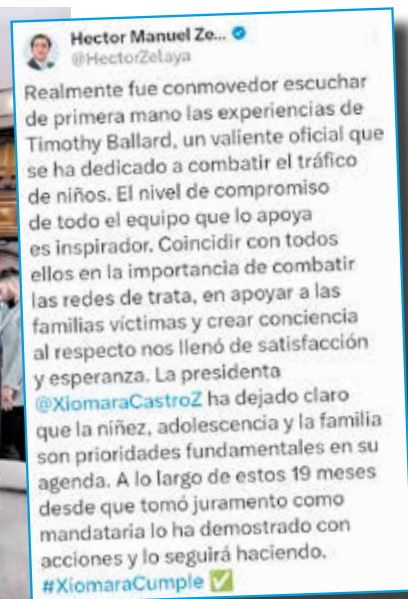 Hector Manuel Ze...
@HectorZelaya
Realmente fue conmovedor escuchar
de primera mano las experiencias de
Timothy Ballard, un valiente oficial que
se ha dedicado a combatir el tráfico
de niños. El nivel de compromiso
de todo el equipo que lo apoya
es inspirador. Coincidir con todos
ellos en la importancia de combatir
las redes de trata, en apoyar a las
familias víctimas y crear conciencia
al respecto nos llenó de satisfacción
y esperanza. La presidenta
@XiomaraCastroZ ha dejado claro
que la niñez, adolescencia y la familia
son prioridades fundamentales en su
agenda. A lo largo de estos 19 meses
desde que tomó juramento como
mandataria lo ha demostrado con
acciones y lo seguirá haciendo.
#XiomaraCumple ✅